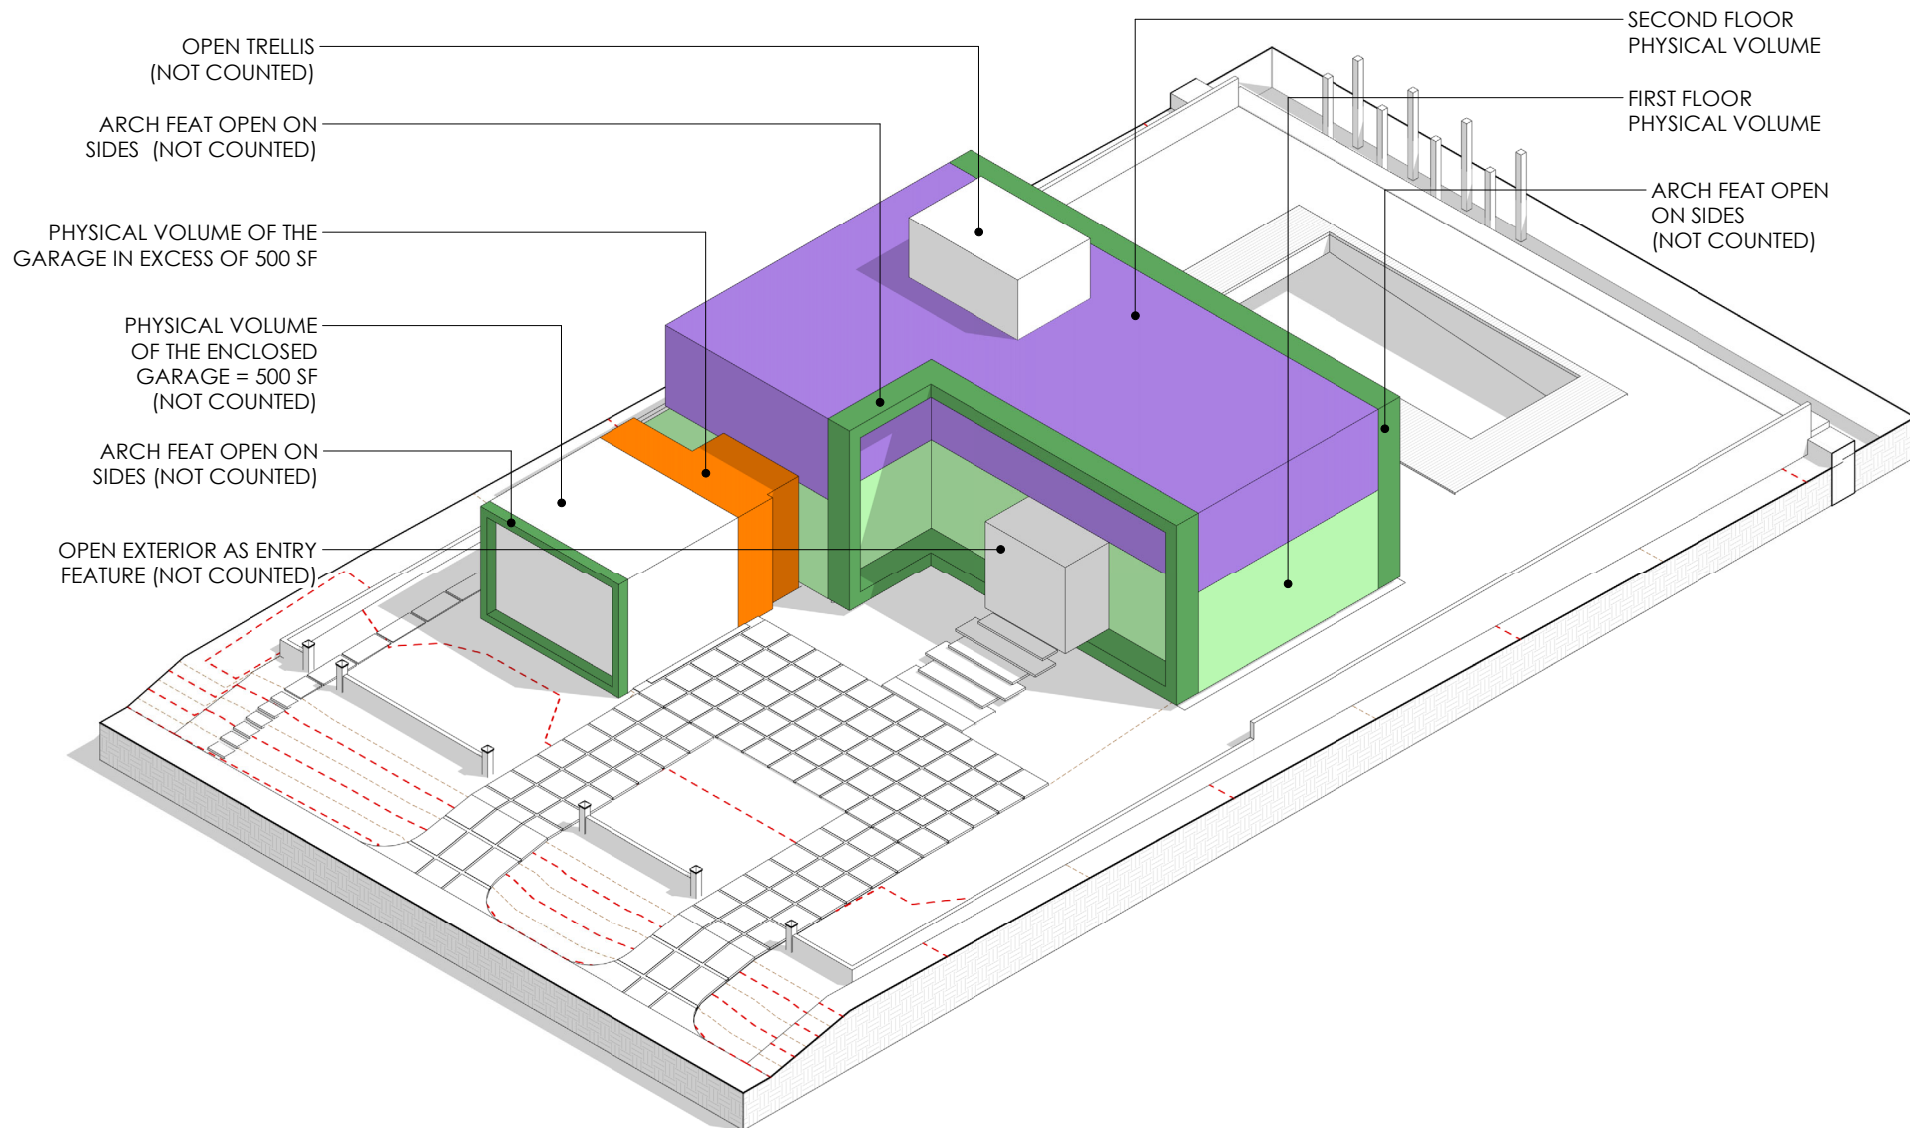 OPEN TRELLIS
(NOT COUNTED)
ARCH FEAT OPEN ON
SIDES (NOT COUNTED)
PHYSICAL VOLUME OF THE
GARAGE IN EXCESS OF 500 SF
PHYSICAL VOLUME
OF THE ENCLOSED
GARAGE = 500 SF
(NOT COUNTED)
ARCH FEAT OPEN ON
SIDES (NOT COUNTED)
OPEN EXTERIOR AS ENTRY
FEATURE (NOT COUNTED)
SECOND FLOOR
PHYSICAL VOLUME
FIRST FLOOR
PHYSICAL VOLUME
ARCH FEAT OPEN
ON SIDES
(NOT COUNTED)